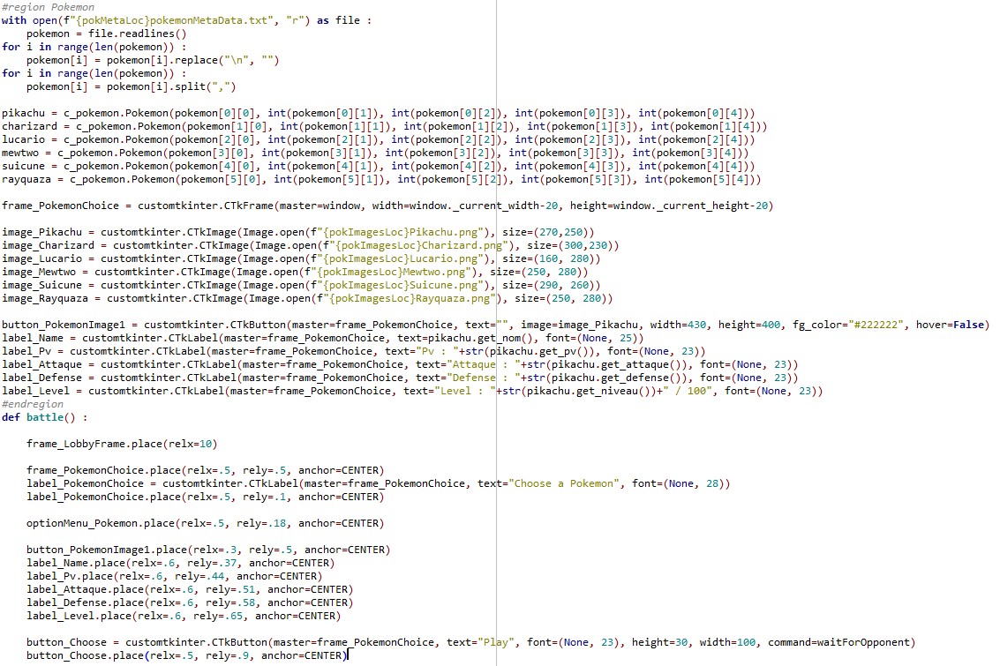 #region Pokemon
with open(f"{pokMetaLoc}pokemonMetaData.txt", "r") as file :
    pokemon = file.readlines()
for i in range(len(pokemon)) :
    pokemon[i] = pokemon[i].replace("\n", "")
for i in range(len(pokemon)) :
    pokemon[i] = pokemon[i].split(",")

pikachu = c_pokemon.Pokemon(pokemon[0][0], int(pokemon[0][1]), int(pokemon[0][2]), int(pokemon[0][3]), int(pokemon[0][4]))
charizard = c_pokemon.Pokemon(pokemon[1][0], int(pokemon[1][1]), int(pokemon[1][2]), int(pokemon[1][3]), int(pokemon[1][4]))
lucario = c_pokemon.Pokemon(pokemon[2][0], int(pokemon[2][1]), int(pokemon[2][2]), int(pokemon[2][3]), int(pokemon[2][4]))
mewtwo = c_pokemon.Pokemon(pokemon[3][0], int(pokemon[3][1]), int(pokemon[3][2]), int(pokemon[3][3]), int(pokemon[3][4]))
suicune = c_pokemon.Pokemon(pokemon[4][0], int(pokemon[4][1]), int(pokemon[4][2]), int(pokemon[4][3]), int(pokemon[4][4]))
rayquaza = c_pokemon.Pokemon(pokemon[5][0], int(pokemon[5][1]), int(pokemon[5][2]), int(pokemon[5][3]), int(pokemon[5][4]))

frame_PokemonChoice = customtkinter.CTkFrame(master=window, width=window._current_width-20, height=window._current_height-20)

image_Pikachu = customtkinter.CTkImage(Image.open(f"{pokImagesLoc}Pikachu.png"), size=(270,250))
image_Charizard = customtkinter.CTkImage(Image.open(f"{pokImagesLoc}Charizard.png"), size=(300,230))
image_Lucario = customtkinter.CTkImage(Image.open(f"{pokImagesLoc}Lucario.png"), size=(160, 280))
image_Mewtwo = customtkinter.CTkImage(Image.open(f"{pokImagesLoc}Mewtwo.png"), size=(250, 280))
image_Suicune = customtkinter.CTkImage(Image.open(f"{pokImagesLoc}Suicune.png"), size=(290, 260))
image_Rayquaza = customtkinter.CTkImage(Image.open(f"{pokImagesLoc}Rayquaza.png"), size=(250, 280))

button_PokemonImage1 = customtkinter.CTkButton(master=frame_PokemonChoice, text="", image=image_Pikachu, width=430, height=400, fg_color="#222222", hover=False)
label_Name = customtkinter.CTkLabel(master=frame_PokemonChoice, text=pikachu.get_nom(), font=(None, 25))
label_Pv = customtkinter.CTkLabel(master=frame_PokemonChoice, text="Pv : "+str(pikachu.get_pv()), font=(None, 23))
label_Attaque = customtkinter.CTkLabel(master=frame_PokemonChoice, text="Attaque : "+str(pikachu.get_attaque()), font=(None, 23))
label_Defense = customtkinter.CTkLabel(master=frame_PokemonChoice, text="Defense : "+str(pikachu.get_defense()), font=(None, 23))
label_Level = customtkinter.CTkLabel(master=frame_PokemonChoice, text="Level : "+str(pikachu.get_niveau())+" / 100", font=(None, 23))
#endregion
def battle() :

    frame_LobbyFrame.place(relx=10)

    frame_PokemonChoice.place(relx=.5, rely=.5, anchor=CENTER)
    label_PokemonChoice = customtkinter.CTkLabel(master=frame_PokemonChoice, text="Choose a Pokemon", font=(None, 28))
    label_PokemonChoice.place(relx=.5, rely=.1, anchor=CENTER)

    optionMenu_Pokemon.place(relx=.5, rely=.18, anchor=CENTER)

    button_PokemonImage1.place(relx=.3, rely=.5, anchor=CENTER)
    label_Name.place(relx=.6, rely=.37, anchor=CENTER)
    label_Pv.place(relx=.6, rely=.44, anchor=CENTER)
    label_Attaque.place(relx=.6, rely=.51, anchor=CENTER)
    label_Defense.place(relx=.6, rely=.58, anchor=CENTER)
    label_Level.place(relx=.6, rely=.65, anchor=CENTER)

    button_Choose = customtkinter.CTkButton(master=frame_PokemonChoice, text="Play", font=(None, 23), height=30, width=100, command=waitForOpponent)
    button_Choose.place(relx=.5, rely=.9, anchor=CENTER)